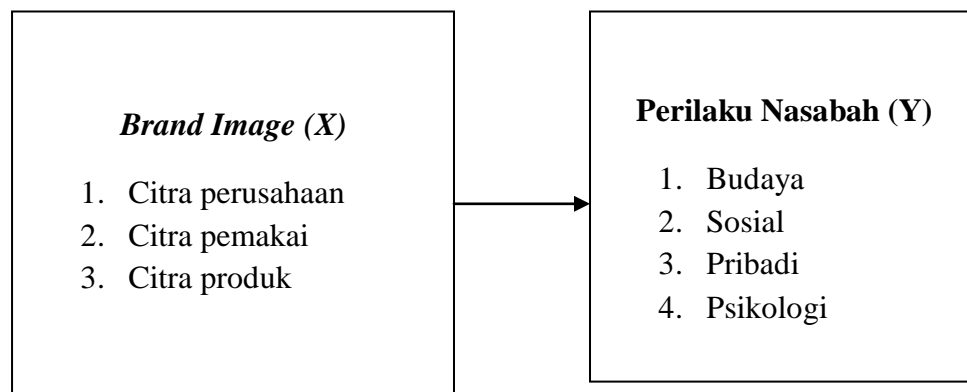 Brand Image (X)
1. Citra perusahaan
2. Citra pemakai
3. Citra produk
Perilaku Nasabah (Y)
1. Budaya
2. Sosial
3. Pribadi
4. Psikologi